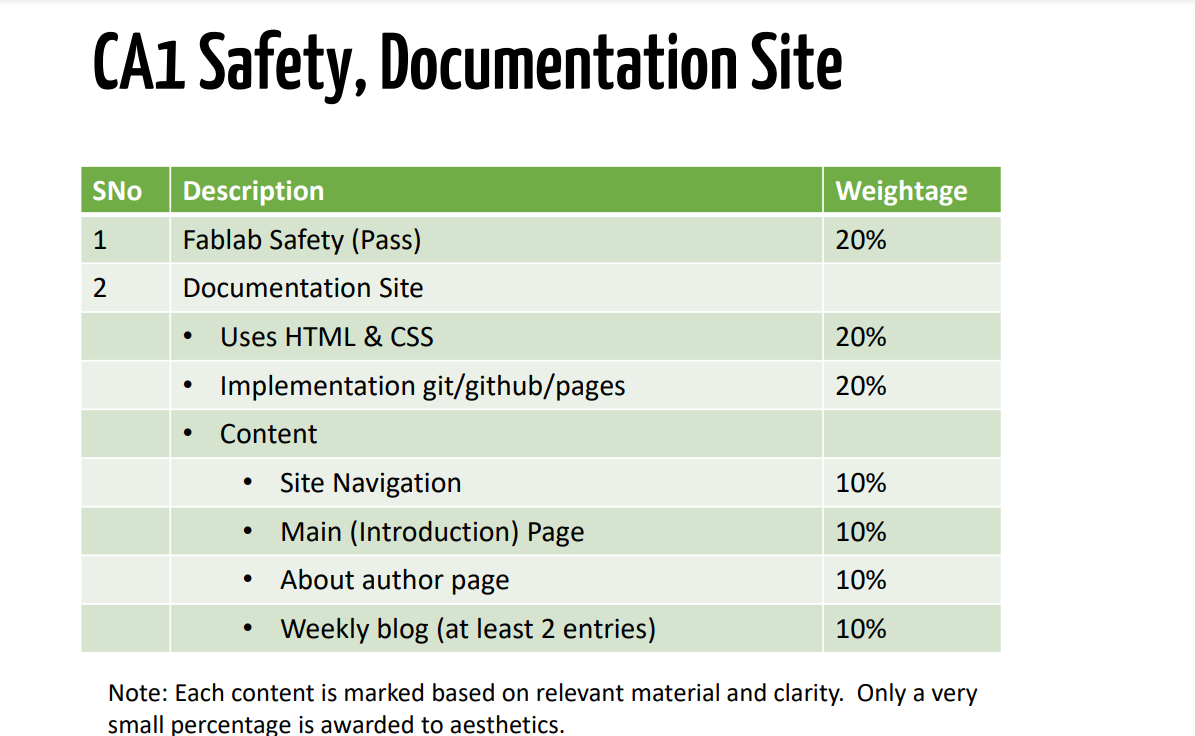 CA1 Safety, Documentation Site
SNo Description Weightage
1 Fablab Safety (Pass) 20%
2 Documentation Site
• Uses HTML & CSS 20%
• Implementation git/github/pages 20%
• Content
• Site Navigation 10%
• Main (Introduction) Page 10%
• About author page 10%
• Weekly blog (at least 2 entries) 10%
Note: Each content is marked based on relevant material and clarity. Only a very
small percentage is awarded to aesthetics.